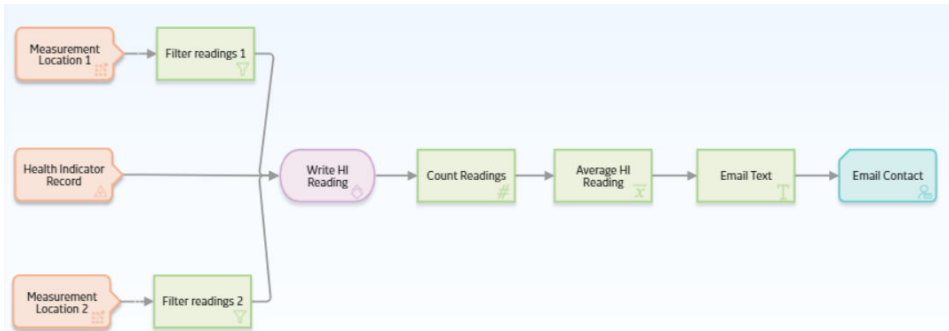 Measurement
Location 1
Filter readings 1
Health Indicator
Record
Write HI
Reading
Count Readings
#
Average HI
Reading
x
Email Text
T
Email Contact
Measurement
Location 2
Filter readings 2